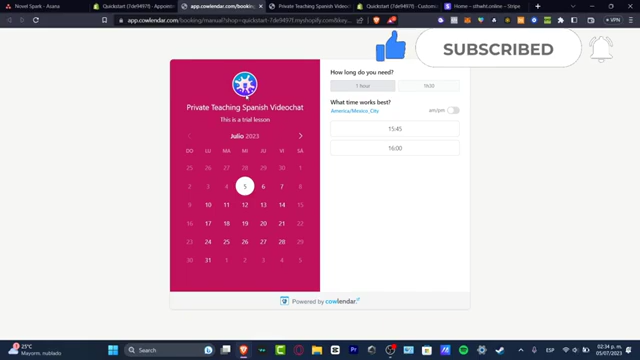 Novel Spark - Asana
Quickstart (7de9497f) - Appointm
app.cowlendar.com/booking/m
Private Teaching Spanish Videochat
Quickstart (7de9497f) - Custom
Home – sthwht.online – Stripe
app.cowlendar.com/booking/manual?shop=quickstart-7de9497f.myshopify.com&key
VPN
SUBSCRIBED
Private Teaching Spanish Videochat
This is a trial lesson
Julio 2023
DO LU MA MI JU VI SA
25 26 27 28 29 30 1
2 3 4 5 6 7 8
9 10 11 12 13 14 15
16 17 18 19 20 21 22
23 24 25 26 27 28 29
30 31 1 2 3 4 5
How long do you need?
1 hour
1h30
What time works best?
America/Mexico_City
am/pm
15:45
16:00
Powered by cowlendar
25°C
Mayorm. nublado
Search
ESP
02:34 p. m.
05/07/2023